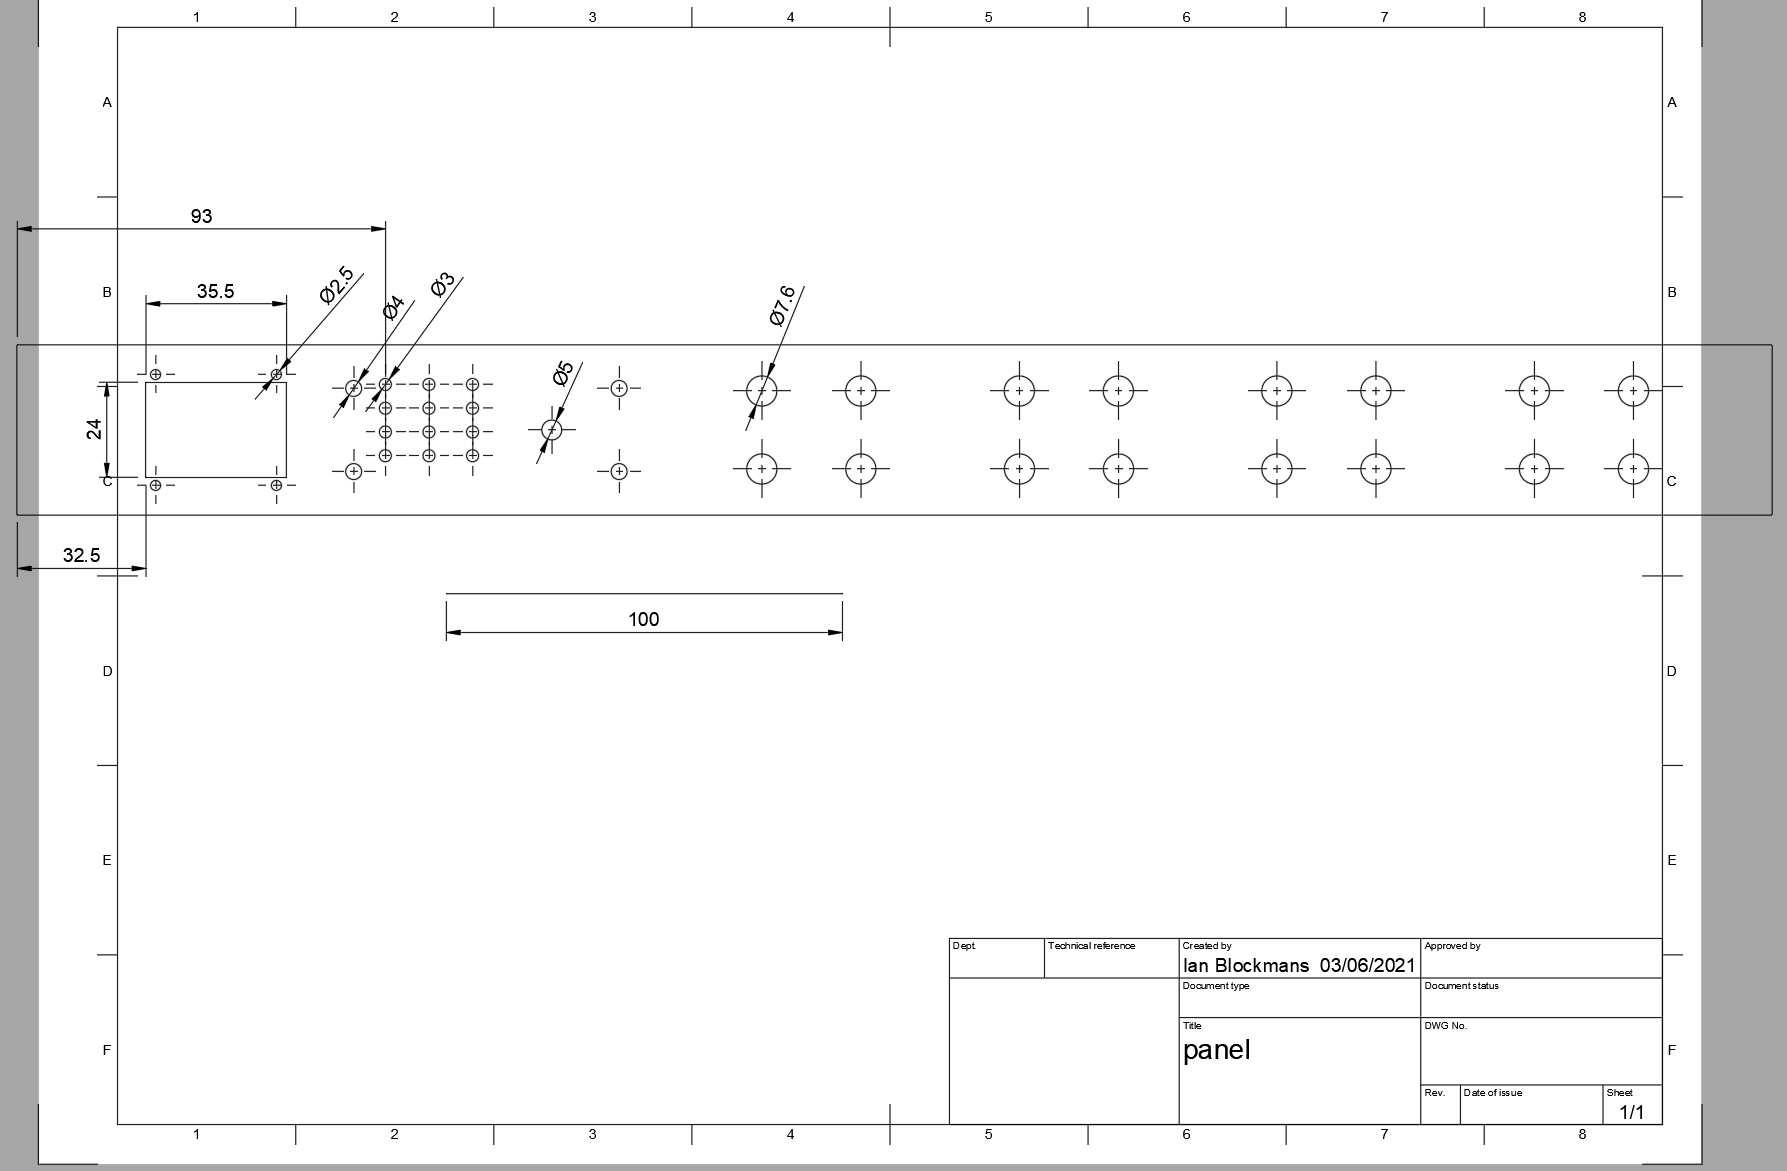 1 2 3 4 5 6 7 8
A A
93
B 35.5 Ø2.5 Ø4 Ø3 Ø7.6 B
Ø5
24
C C
32.5
100
D D
E E
Dept. Technical reference Created by Approved by
Ian Blockmans 03/06/2021
Document type Document status
Title DWG No.
panel
F F
Rev. Date of issue Sheet
1/1
1 2 3 4 5 6 7 8